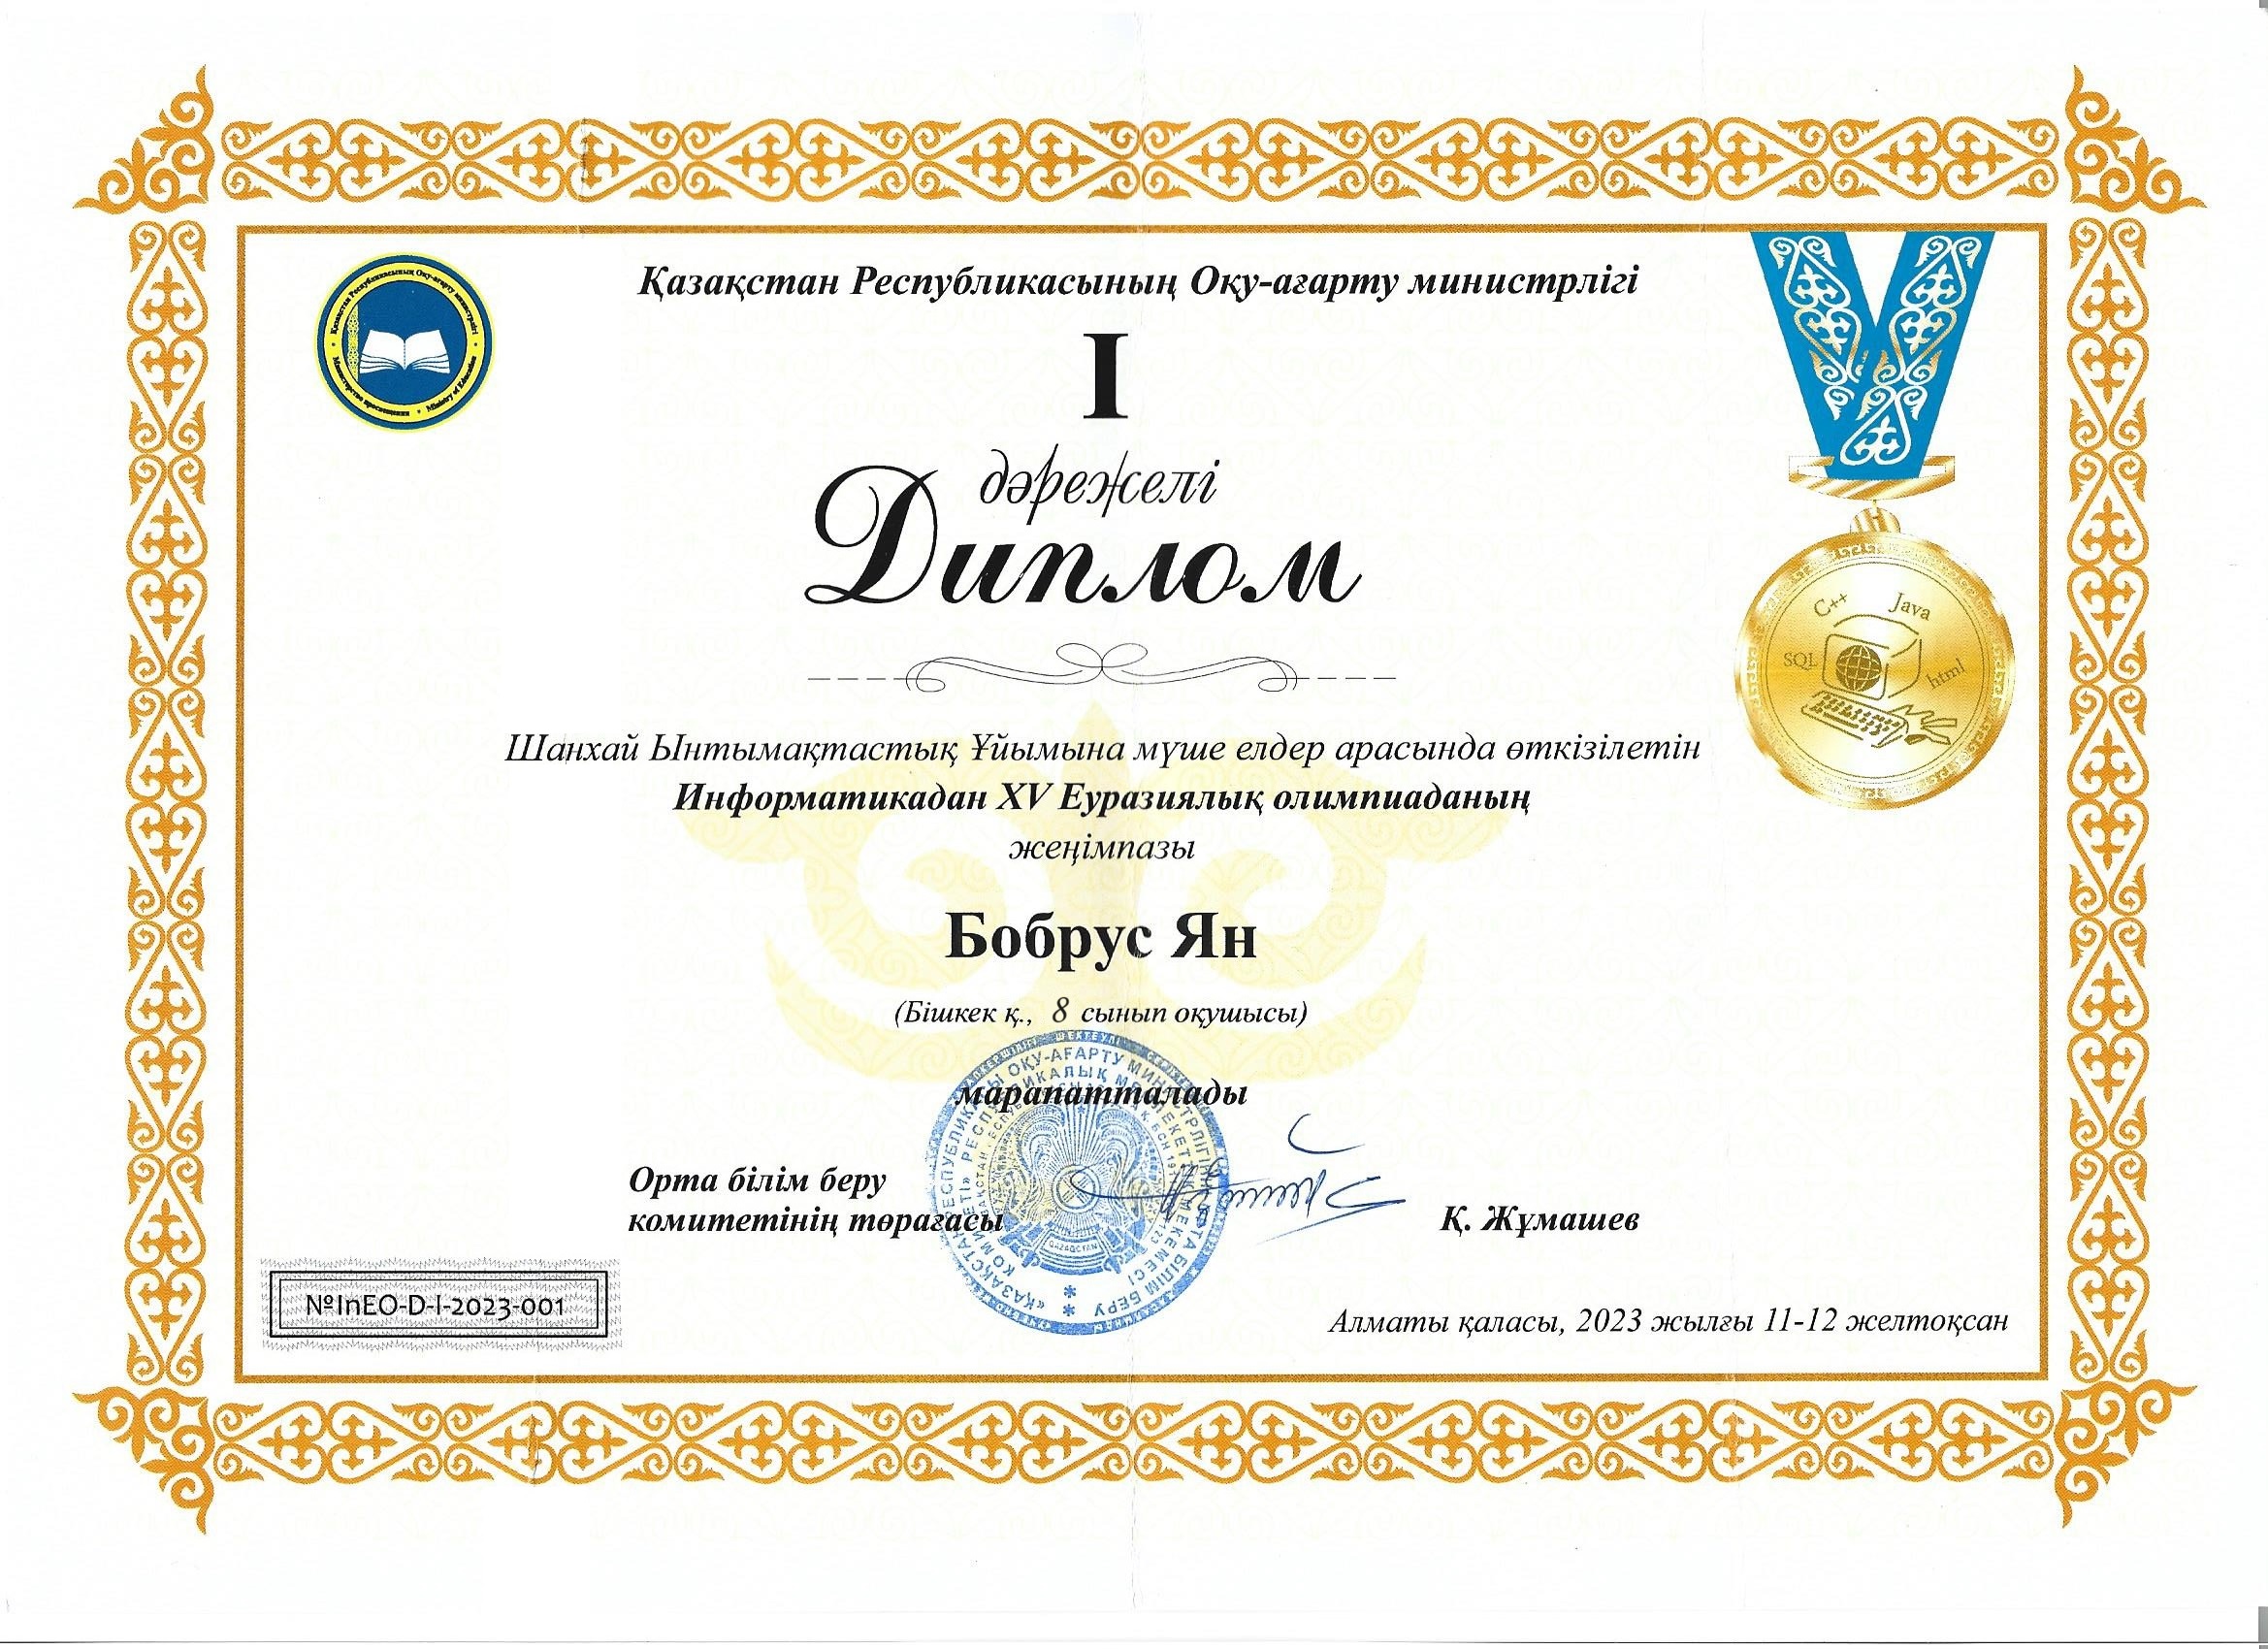 Қазақстан Республикасының Оқу-ағарту министрлігі
Қазақстан Республикасының Оқу-ағарту министрлігі
Министерство просвещения • Ministry of Education
I
дәрежелі
Диплом
C++
Java
SQL
html
Шанхай Ынтымақтастық Ұйымына мүше елдер арасында өткізілетін
Информатикадан XV Еуразиялық олимпиаданың
жеңімпазы
Бобрус Ян
(Бішкек қ., 8 сынып оқушысы)
марапатталады
Орта білім беру
комитетінің төрағасы
Қ. Жұмашев
QAZAQSTAN
№InEO-D-I-2023-001
Алматы қаласы, 2023 жылғы 11-12 желтоқсан